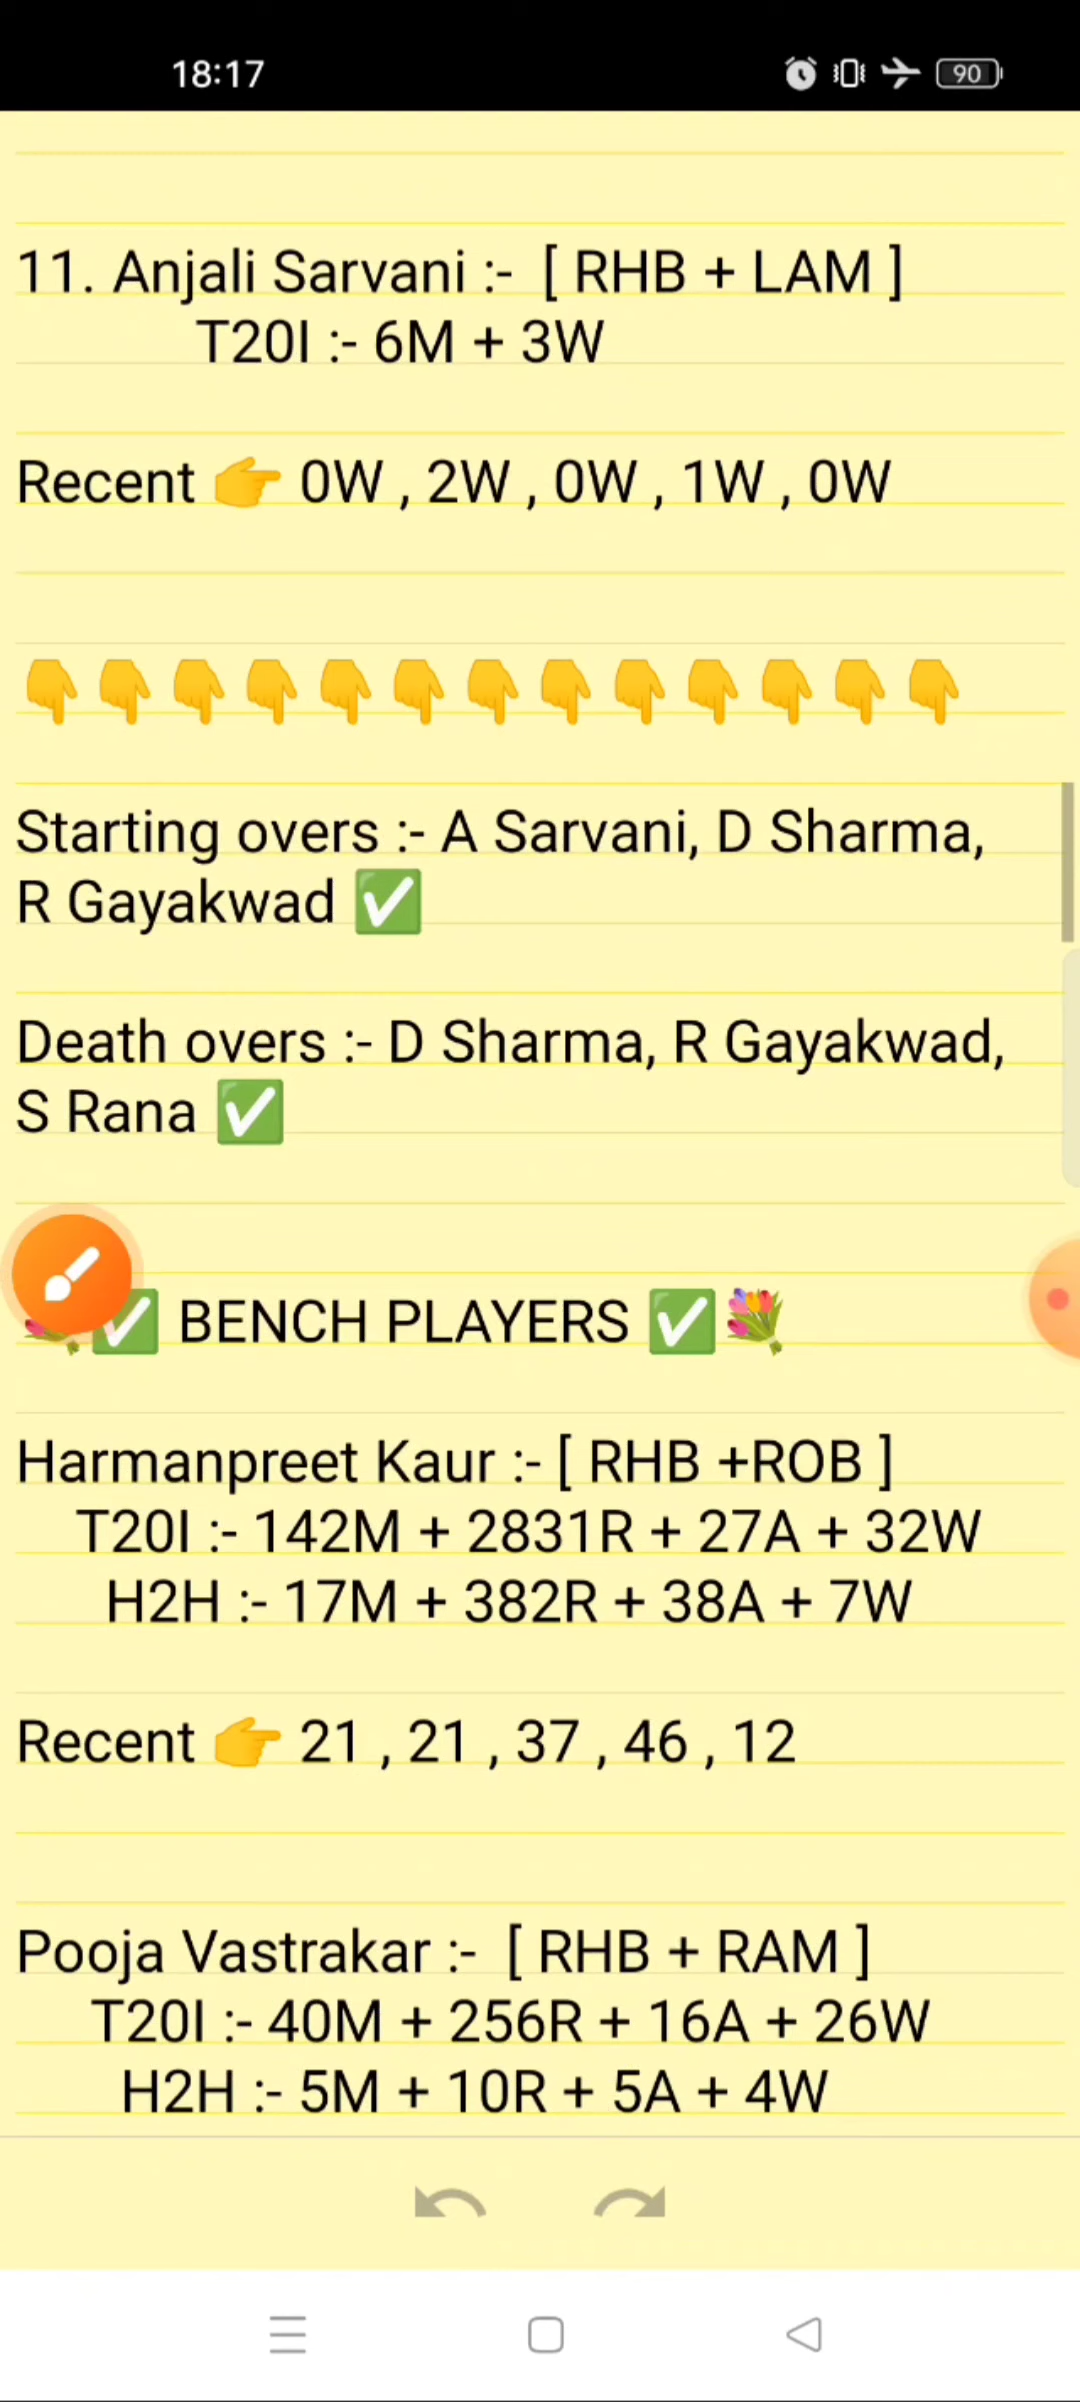 18:17
90
11. Anjali Sarvani :- [ RHB + LAM ]
T20I :- 6M + 3W
Recent 👉 0W , 2W , 0W , 1W , 0W
👇👇👇👇👇👇👇👇👇👇👇👇👇
Starting overs :- A Sarvani, D Sharma,
R Gayakwad ✅
Death overs :- D Sharma, R Gayakwad,
S Rana ✅
💐✅ BENCH PLAYERS ✅💐
Harmanpreet Kaur :- [ RHB +ROB ]
T20I :- 142M + 2831R + 27A + 32W
H2H :- 17M + 382R + 38A + 7W
Recent 👉 21 , 21 , 37 , 46 , 12
Pooja Vastrakar :- [ RHB + RAM ]
T20I :- 40M + 256R + 16A + 26W
H2H :- 5M + 10R + 5A + 4W